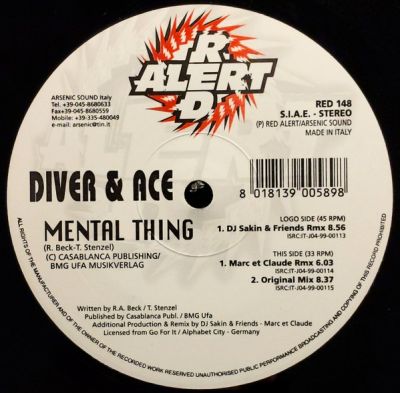 RED
ALERT
ARSENIC SOUND Italy
Tel. +39-045-8680633
Fax: +39-045-8680559
Mobile: +39-335-480049
e-mail: arsenic@tin.it
RED 148
S.I.A.E. - STEREO
(P) RED ALERT/ARSENIC SOUND
MADE IN ITALY
DIVER & ACE
8 018139 005898
MENTAL THING
(R. Beck-T. Stenzel)
(C) CASABLANCA PUBLISHING/
BMG UFA MUSIKVERLAG
LOGO SIDE (45 RPM)
1. DJ Sakin & Friends Rmx 8.56
ISRC:IT-J04-99-00113
THIS SIDE (33 RPM)
1. Marc et Claude Rmx 6.03
ISRC:IT-J04-99-00114
2. Original Mix 8.37
ISRC:IT-J04-99-00115
Written by R.A. Beck / T. Stenzel
Published by Casablanca Publ. / BMG Ufa
Additional Production & Remix by DJ Sakin & Friends - Marc et Claude
Licensed from Go For It / Alphabet City - Germany
ALL RIGHTS OF THE MANUFACTURER AND OF THE OWNER OF THE RECORDED WORK RESERVED UNAUTHORISED PUBLIC PERFORMANCE BROADCASTING AND COPYING OF THIS RECORD PROHIBITED